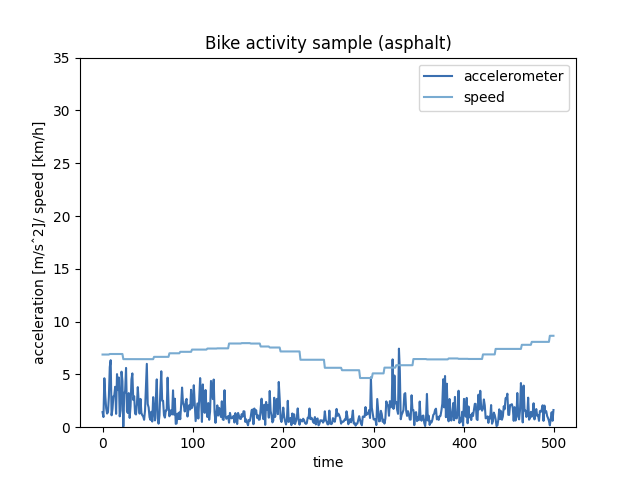 Bike activity sample (asphalt)
accelerometer
speed
acceleration [m/sˆ2]/ speed [km/h]
35
30
25
20
15
10
5
0
0 100 200 300 400 500
time